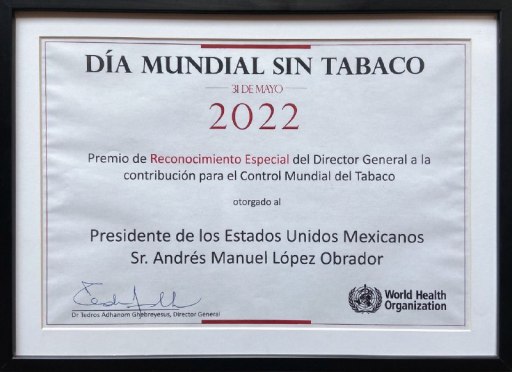 DÍA MUNDIAL SIN TABACO
31 DE MAYO
2022
Premio de Reconocimiento Especial del Director General a la
contribución para el Control Mundial del Tabaco
otorgado al
Presidente de los Estados Unidos Mexicanos
Sr. Andrés Manuel López Obrador
Dr Tedros Adhanom Ghebreyesus, Director General
World Health
Organization